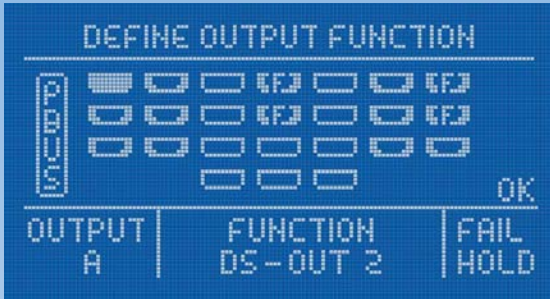 DEFINE OUTPUT FUNCTION
PBUS
F F
F F
OK
OUTPUT FUNCTION FAIL
A DS-OUT 2 HOLD